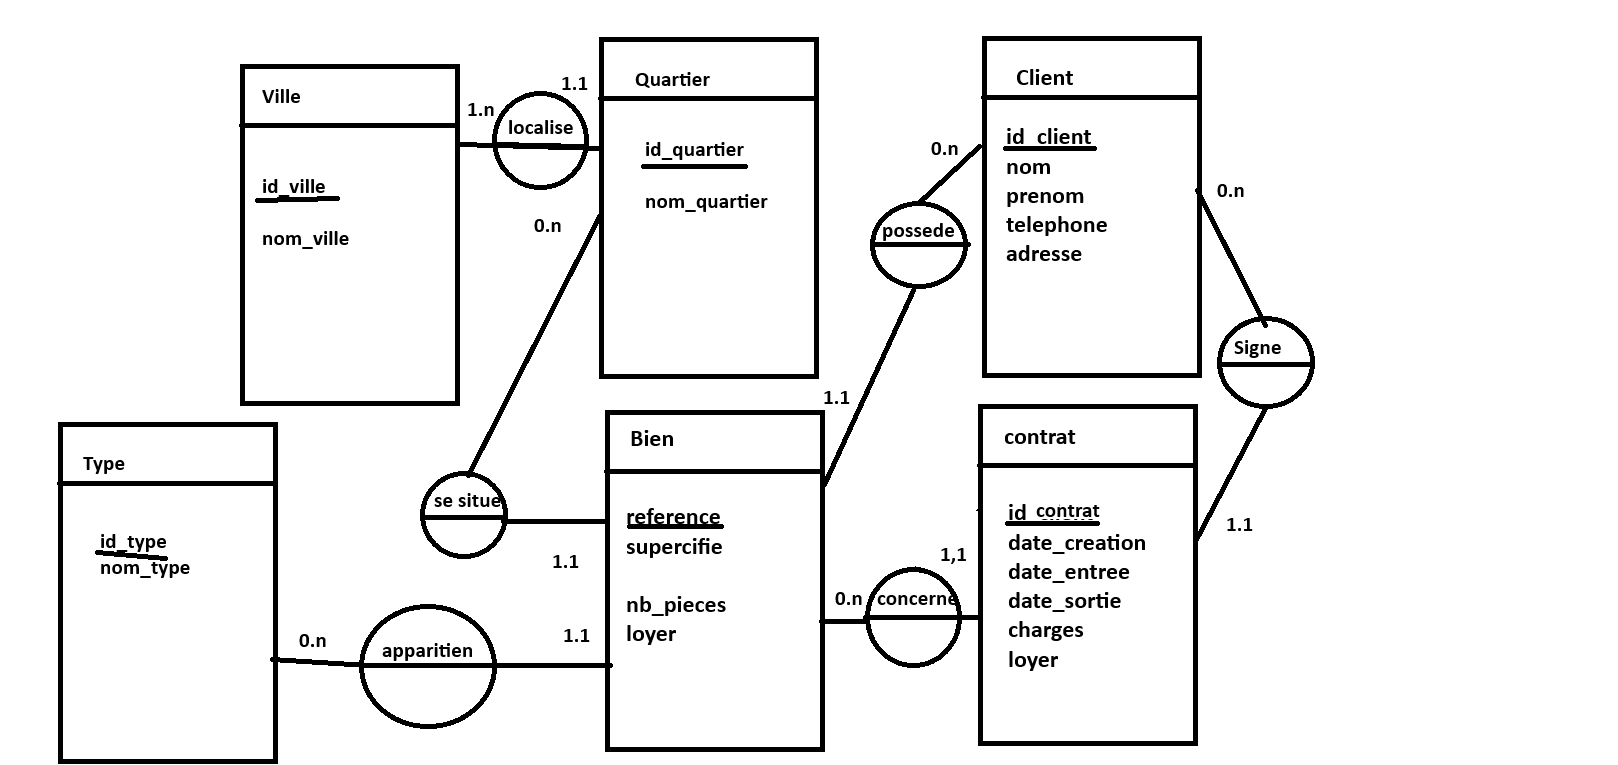 Ville
id_ville
nom_ville
1.n
localise
1.1
Quartier
id_quartier
nom_quartier
0.n
se situe
1.1
Client
id_client
nom
prenom
telephone
adresse
0.n
possede
1.1
0.n
Signe
1.1
Type
id_type
nom_type
0.n
apparitien
1.1
Bien
reference
supercifie
nb_pieces
loyer
0.n
concerne
1,1
contrat
id_contrat
date_creation
date_entree
date_sortie
charges
loyer